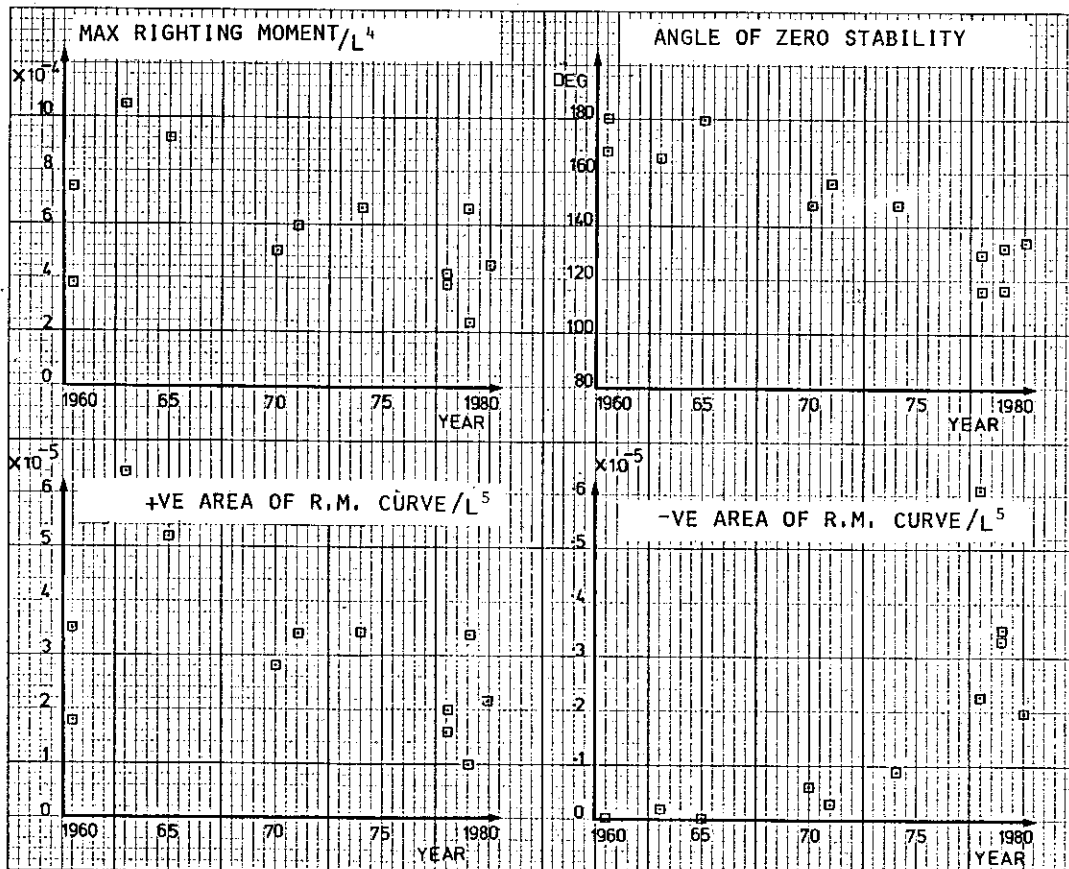 MAX RIGHTING MOMENT/L⁴
×10⁻⁴
10
8
6
4
2
0
1960 65 70 75 1980
YEAR
ANGLE OF ZERO STABILITY
DEG
180
160
140
120
100
80
1960 65 70 75 1980
YEAR
×10⁻⁵
+VE AREA OF R.M. CURVE/L⁵
6
5
4
3
2
1
0
1960 65 70 75 1980
YEAR
×10⁻⁵
-VE AREA OF R.M. CURVE/L⁵
·6
·5
·4
·3
·2
·1
0
1960 65 70 75 1980
YEAR